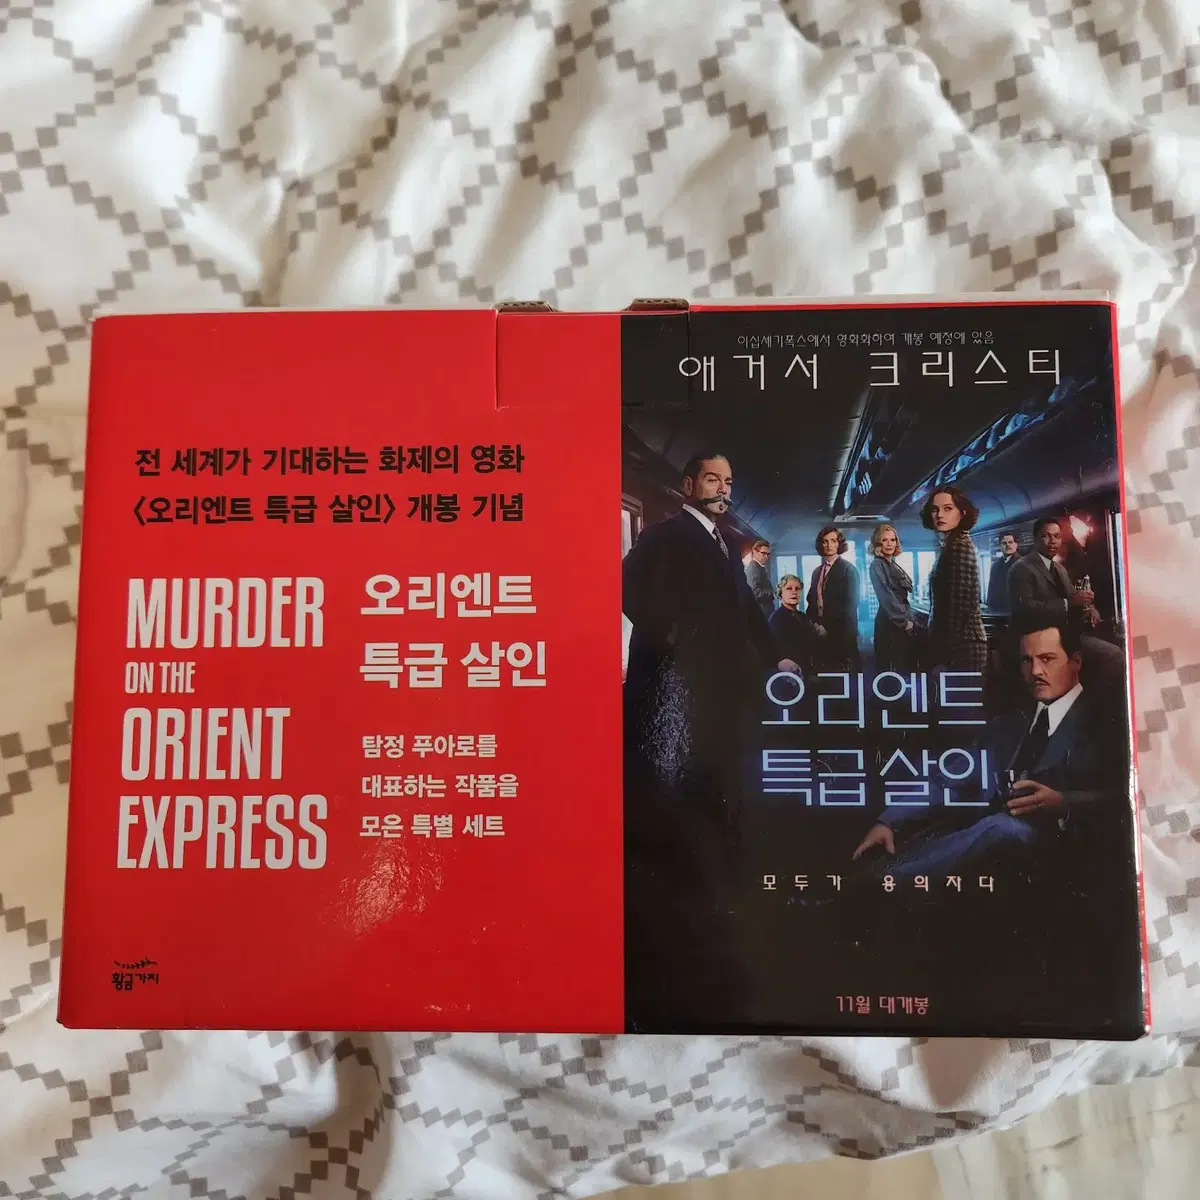 전 세계가 기대하는 화제의 영화
<오리엔트 특급 살인> 개봉 기념
MURDER
ON THE
ORIENT
EXPRESS
오리엔트
특급 살인
탐정 푸아로를
대표하는 작품을
모은 특별 세트
황금가지
이십세기폭스에서 영화화하여 개봉 예정에 있음
애거서 크리스티
오리엔트
특급 살인
모두가 용의자다
11월 대개봉